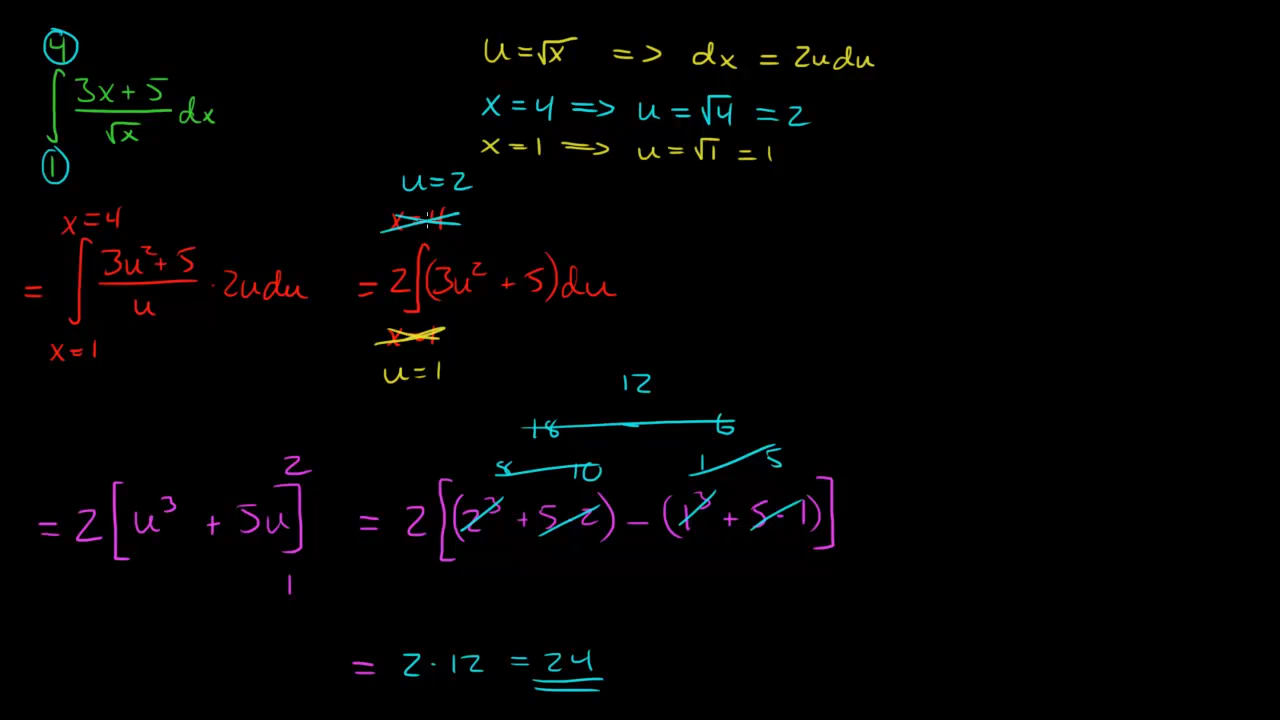 4
∫ (3x + 5)/√x dx
1
u = √x => dx = 2udu
x = 4 => u = √4 = 2
x = 1 => u = √1 = 1
x = 4
= ∫ (3u² + 5)/u · 2udu
x = 1
u = 2
x = 4
= 2∫(3u² + 5)du
x = 1
u = 1
12
18 6
8 10 1 5
= 2[u³ + 5u] 2 1 = 2[(2³ + 5·2) − (1³ + 5·1)]
= 2·12 = 24